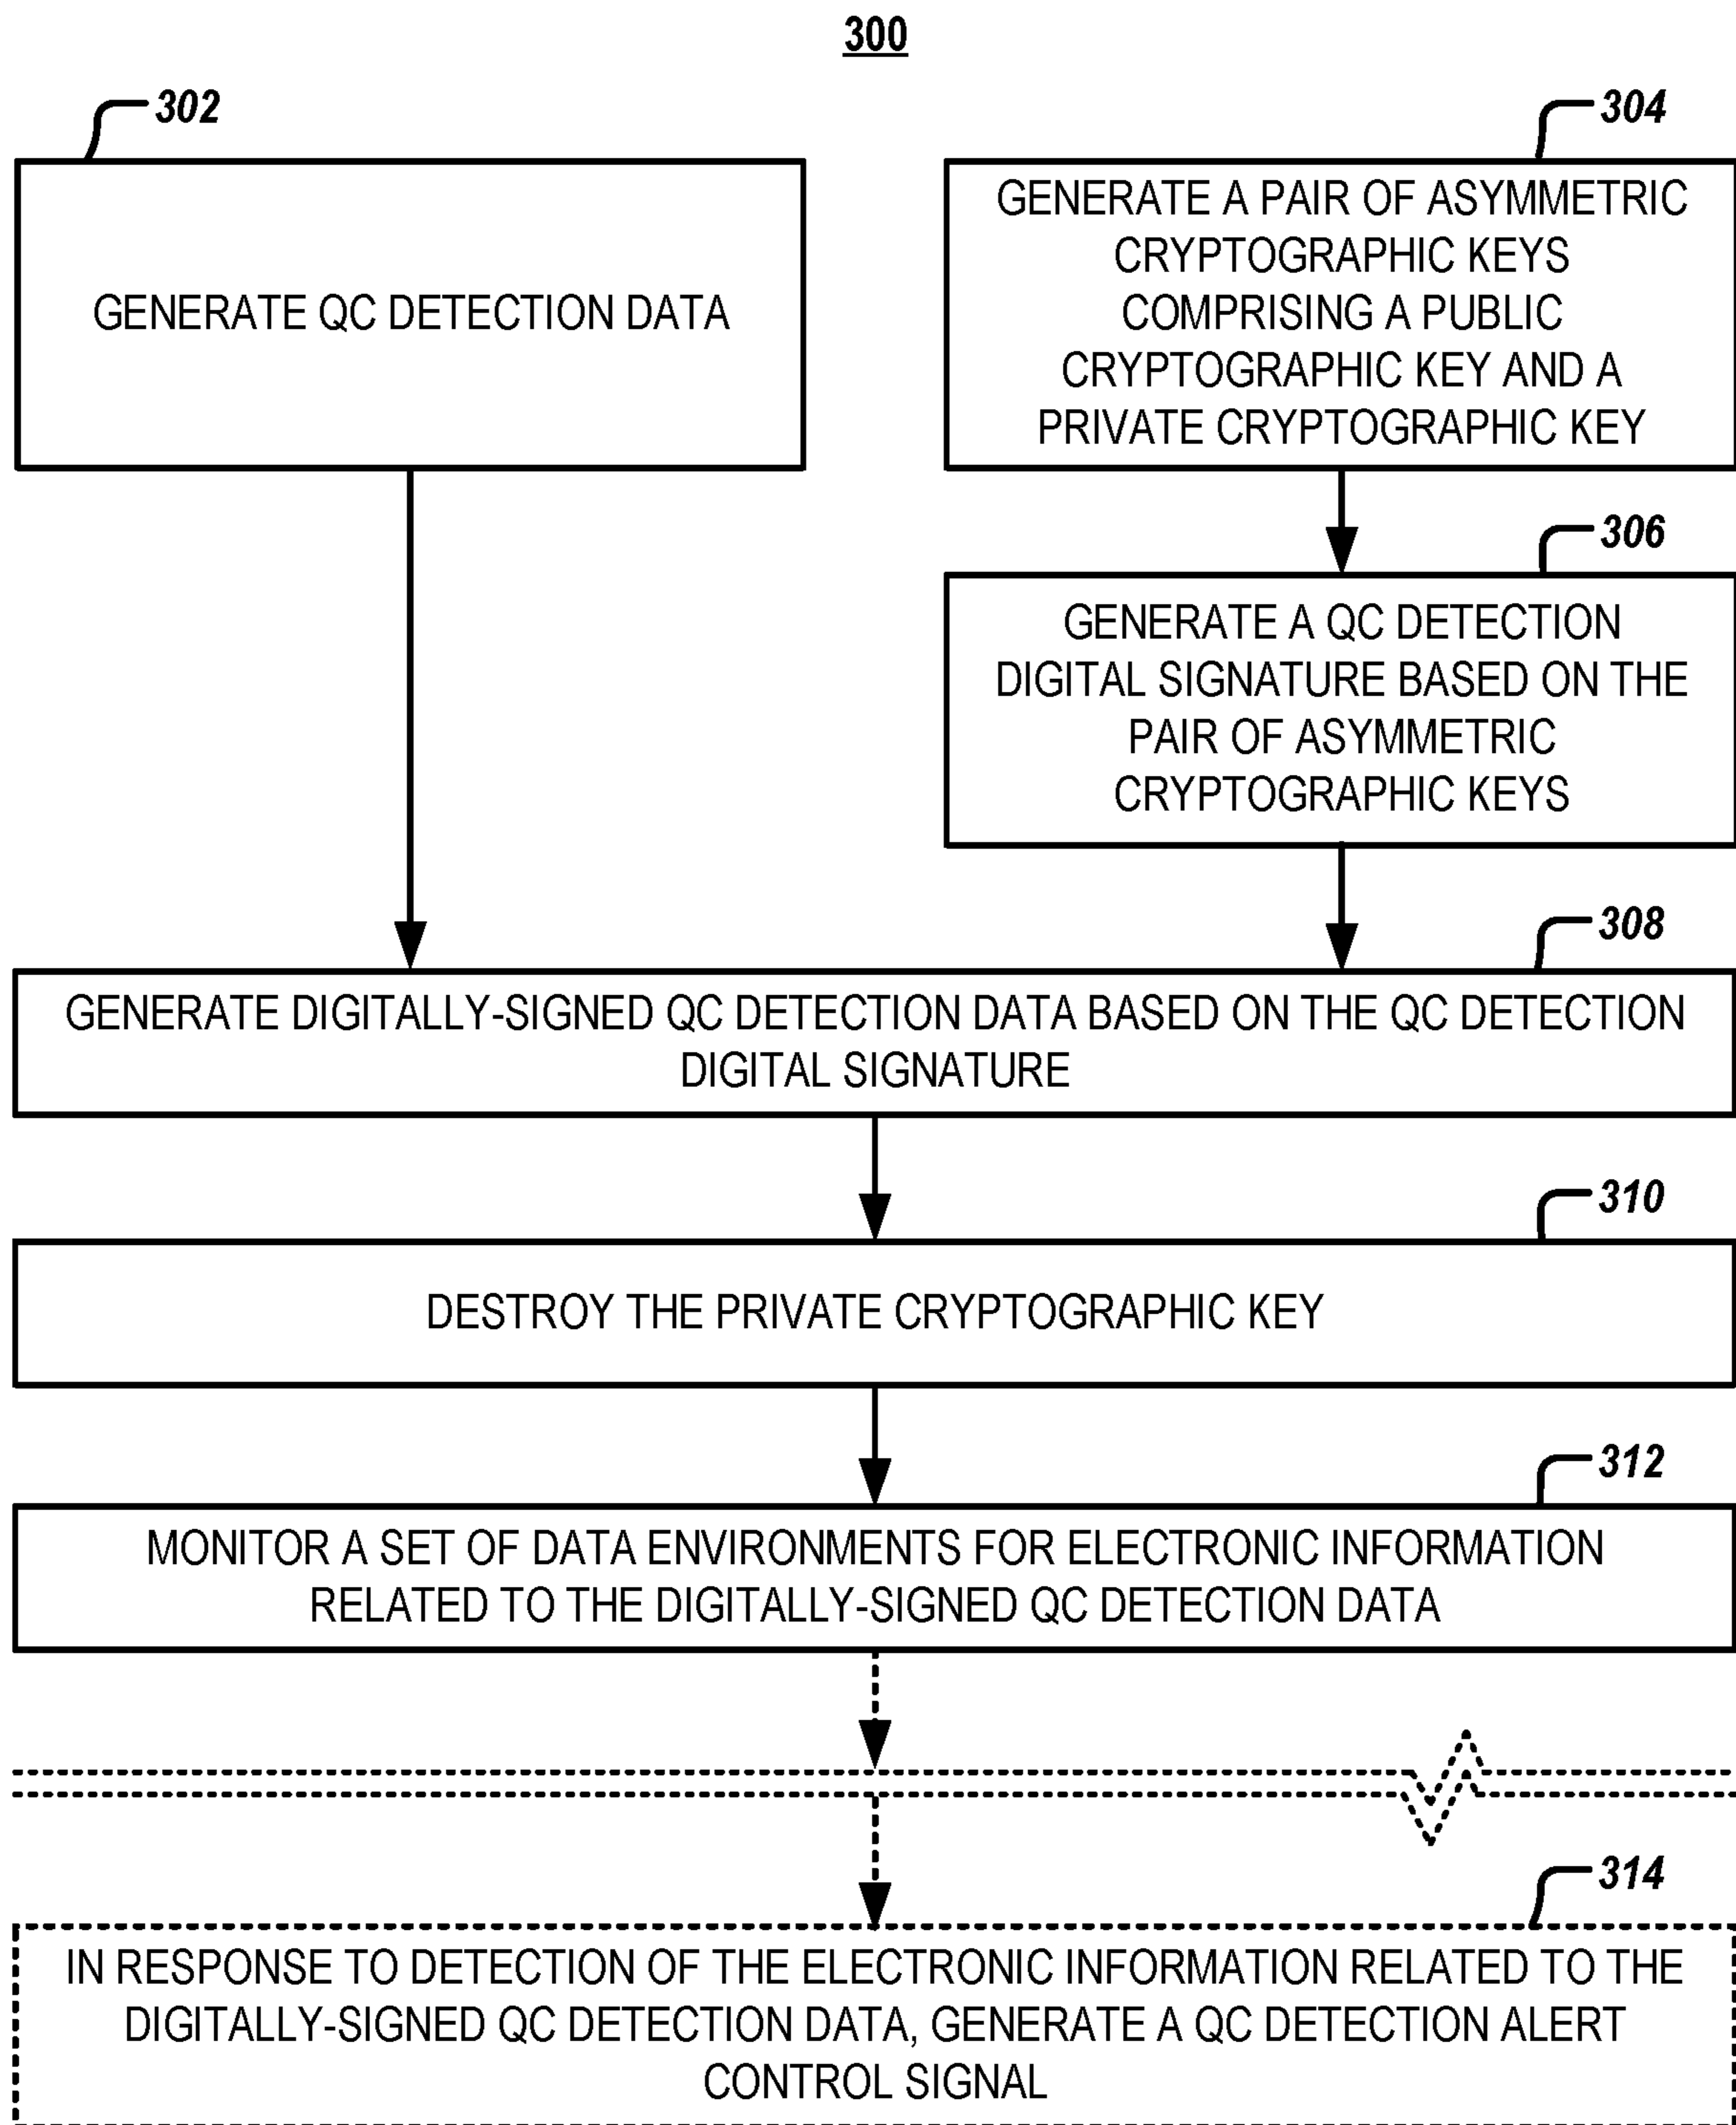 300
302
GENERATE QC DETECTION DATA
304
GENERATE A PAIR OF ASYMMETRIC
CRYPTOGRAPHIC KEYS
COMPRISING A PUBLIC
CRYPTOGRAPHIC KEY AND A
PRIVATE CRYPTOGRAPHIC KEY
306
GENERATE A QC DETECTION
DIGITAL SIGNATURE BASED ON THE
PAIR OF ASYMMETRIC
CRYPTOGRAPHIC KEYS
308
GENERATE DIGITALLY-SIGNED QC DETECTION DATA BASED ON THE QC DETECTION
DIGITAL SIGNATURE
310
DESTROY THE PRIVATE CRYPTOGRAPHIC KEY
312
MONITOR A SET OF DATA ENVIRONMENTS FOR ELECTRONIC INFORMATION
RELATED TO THE DIGITALLY-SIGNED QC DETECTION DATA
314
IN RESPONSE TO DETECTION OF THE ELECTRONIC INFORMATION RELATED TO THE
DIGITALLY-SIGNED QC DETECTION DATA, GENERATE A QC DETECTION ALERT
CONTROL SIGNAL